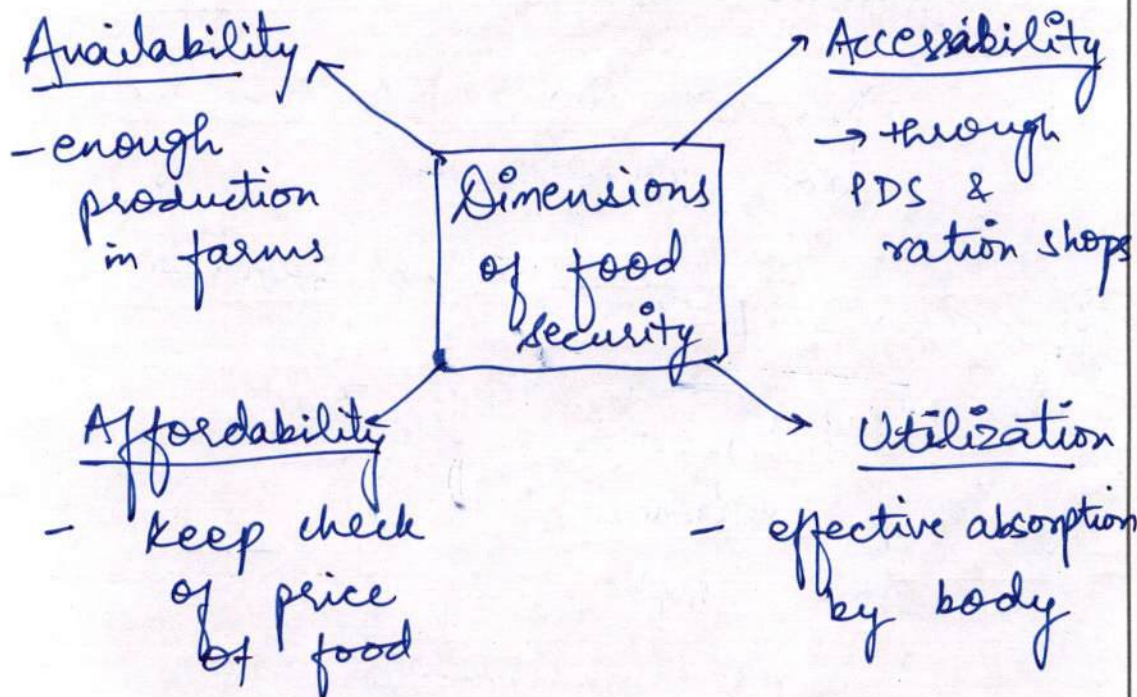 Availability
- enough
production
in farms
Accessability
→ through
PDS &
ration shops
Dimensions
of food
security
Affordability
- keep check
of price
of food
Utilization
- effective absorption
by body